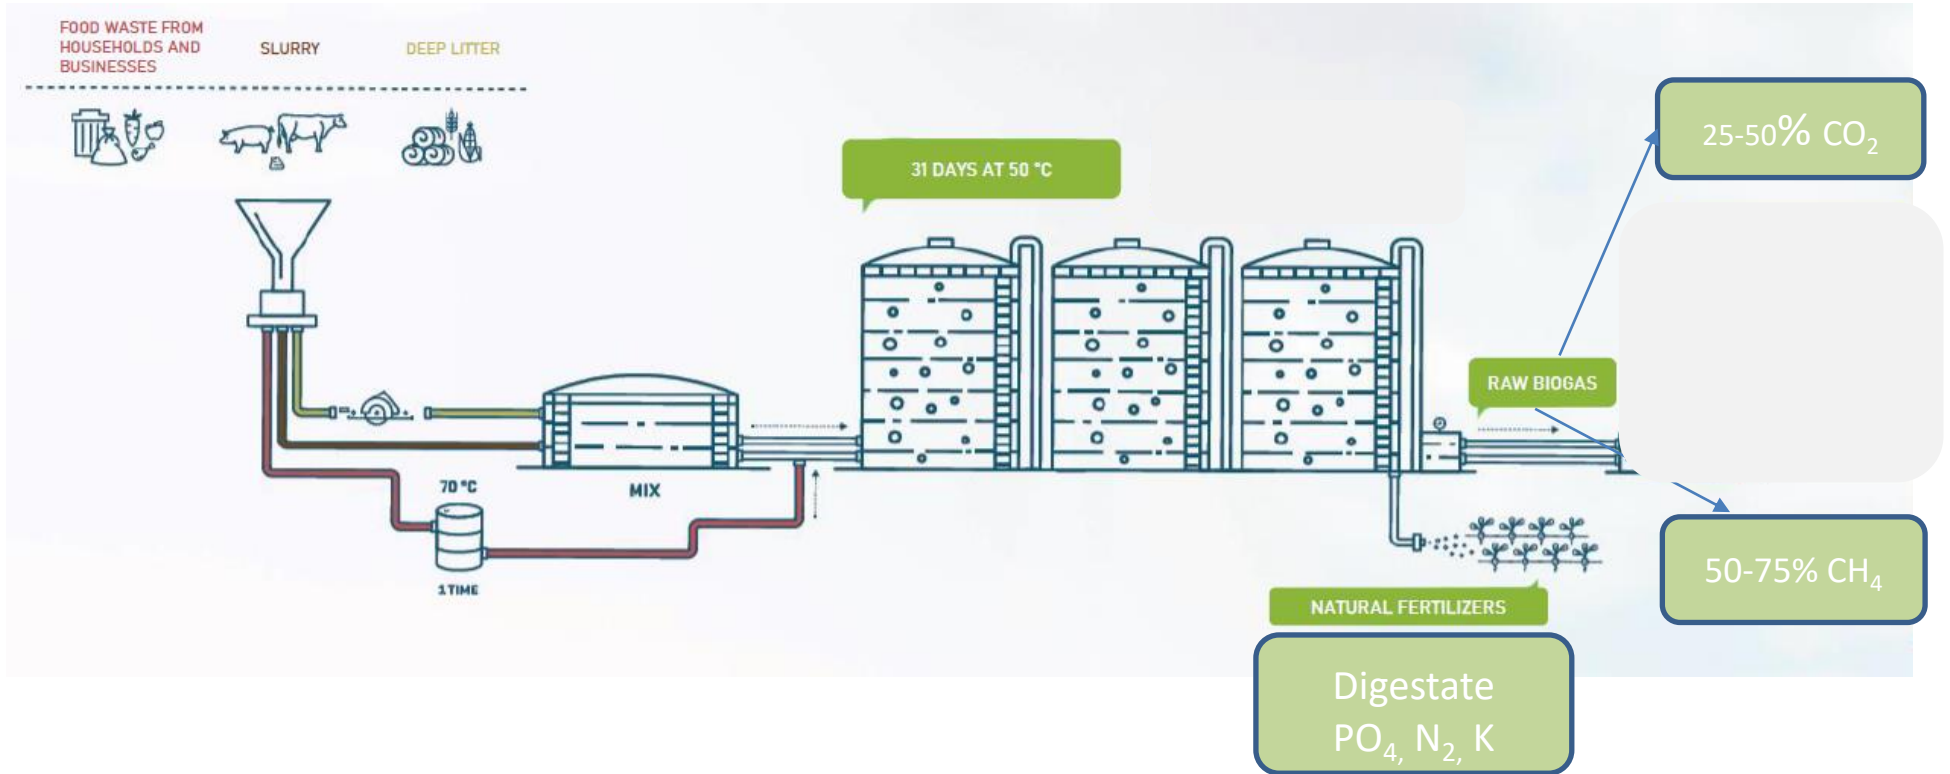 FOOD WASTE FROM
HOUSEHOLDS AND
BUSINESSES
SLURRY
DEEP LITTER
25-50% CO₂
31 DAYS AT 50 °C
RAW BIOGAS
70 °C
MIX
1 TIME
50-75% CH₄
NATURAL FERTILIZERS
Digestate
PO₄, N₂, K